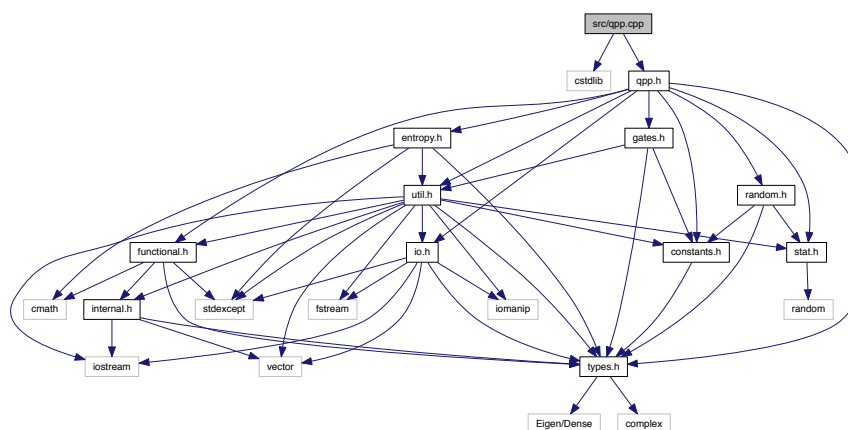 src/qpp.cpp
cstdlib
qpp.h
entropy.h
gates.h
util.h
random.h
functional.h
io.h
constants.h
stat.h
cmath
internal.h
stdexcept
fstream
iomanip
random
iostream
vector
types.h
Eigen/Dense
complex